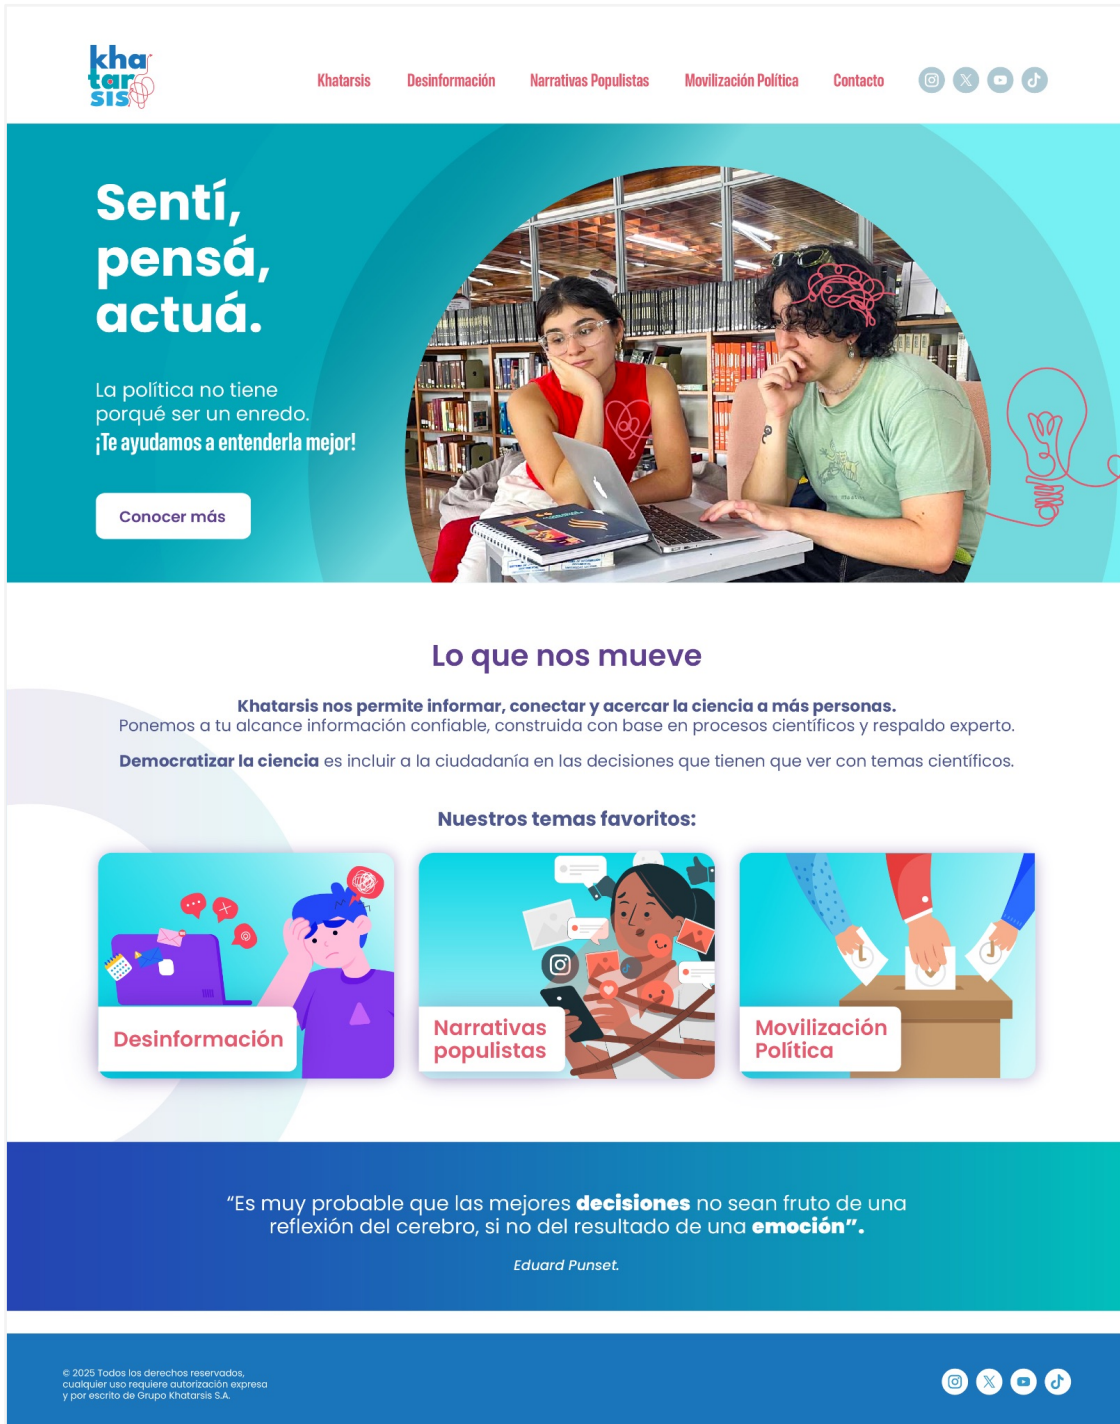 kha
tar
sis
Khatarsis
Desinformación
Narrativas Populistas
Movilización Política
Contacto
Sentí,
pensá,
actuá.
La política no tiene
porqué ser un enredo.
¡Te ayudamos a entenderla mejor!
Conocer más
Lo que nos mueve
Khatarsis nos permite informar, conectar y acercar la ciencia a más personas.
Ponemos a tu alcance información confiable, construida con base en procesos científicos y respaldo experto.
Democratizar la ciencia es incluir a la ciudadanía en las decisiones que tienen que ver con temas científicos.
Nuestros temas favoritos:
Desinformación
Narrativas
populistas
Movilización
Política
“Es muy probable que las mejores decisiones no sean fruto de una
reflexión del cerebro, si no del resultado de una emoción”.
Eduard Punset.
© 2025 Todos los derechos reservados,
cualquier uso requiere autorización expresa
y por escrito de Grupo Khatarsis S.A.